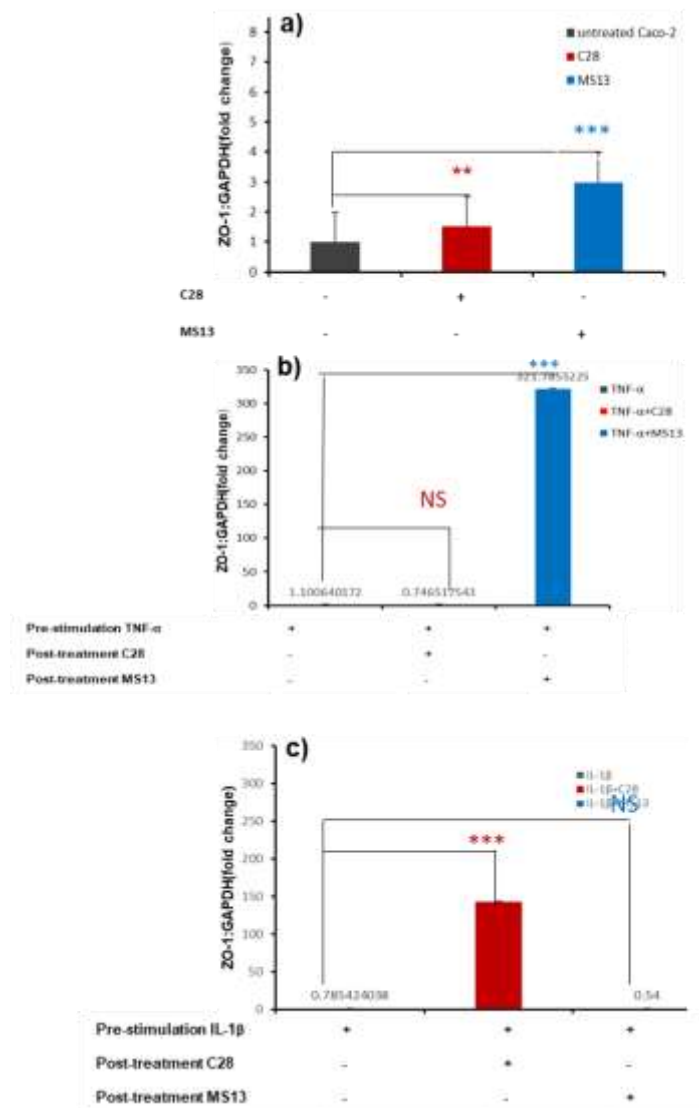 a)
ZO-1:GAPDH(fold change)
8
7
6
5
4
3
2
1
0
untreated Caco-2
C28
MS13
**
***
C28 - + -
MS13 - - +
b)
ZO-1:GAPDH(fold change)
350
300
250
200
150
100
50
0
***
321.7855225
TNF-α
TNF-α+C28
TNF-α+MS13
NS
1.100640172
0.746517543
Pre-stimulation TNF-α + + +
Post-treatment C28 - + -
Post-treatment MS13 - - +
c)
ZO-1:GAPDH(fold change)
350
300
250
200
150
100
50
0
IL-1β
IL-1β+C28
NS
***
0.785424038
0.54
Pre-stimulation IL-1β + + +
Post-treatment C28 - + -
Post-treatment MS13 - - +